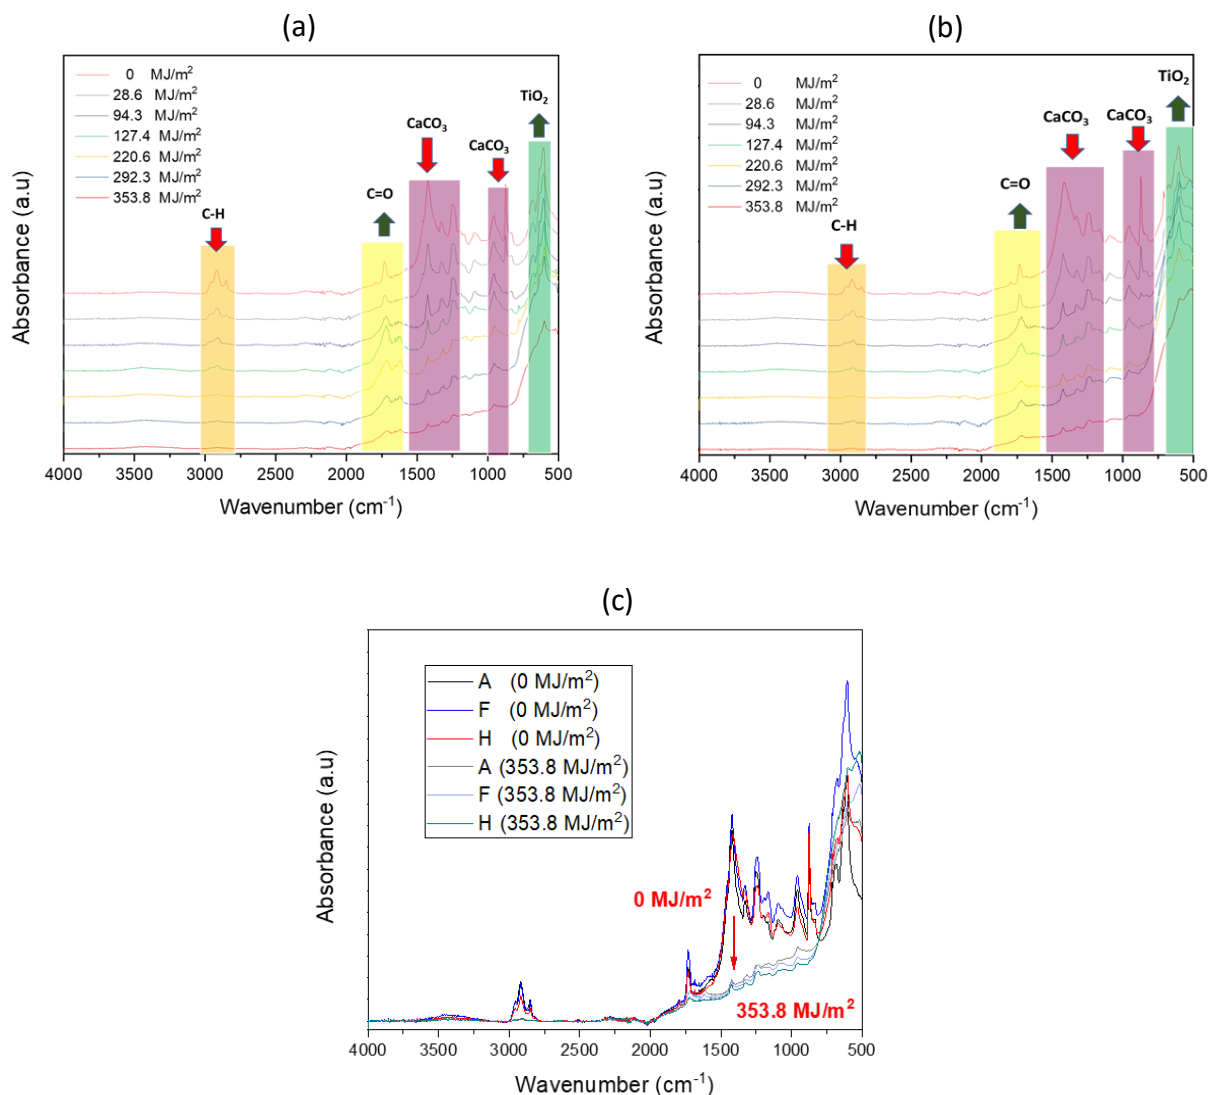 (a)
0 MJ/m²
28.6 MJ/m²
94.3 MJ/m²
127.4 MJ/m²
220.6 MJ/m²
292.3 MJ/m²
353.8 MJ/m²
C-H
C=O
CaCO₃
CaCO₃
TiO₂
Absorbance (a.u)
4000 3500 3000 2500 2000 1500 1000 500
Wavenumber (cm⁻¹)
(b)
0 MJ/m²
28.6 MJ/m²
94.3 MJ/m²
127.4 MJ/m²
220.6 MJ/m²
292.3 MJ/m²
353.8 MJ/m²
C-H
C=O
CaCO₃
CaCO₃
TiO₂
Absorbance (a.u)
4000 3500 3000 2500 2000 1500 1000 500
Wavenumber (cm⁻¹)
(c)
A (0 MJ/m²)
F (0 MJ/m²)
H (0 MJ/m²)
A (353.8 MJ/m²)
F (353.8 MJ/m²)
H (353.8 MJ/m²)
0 MJ/m²
353.8 MJ/m²
Absorbance (a.u)
4000 3500 3000 2500 2000 1500 1000 500
Wavenumber (cm⁻¹)